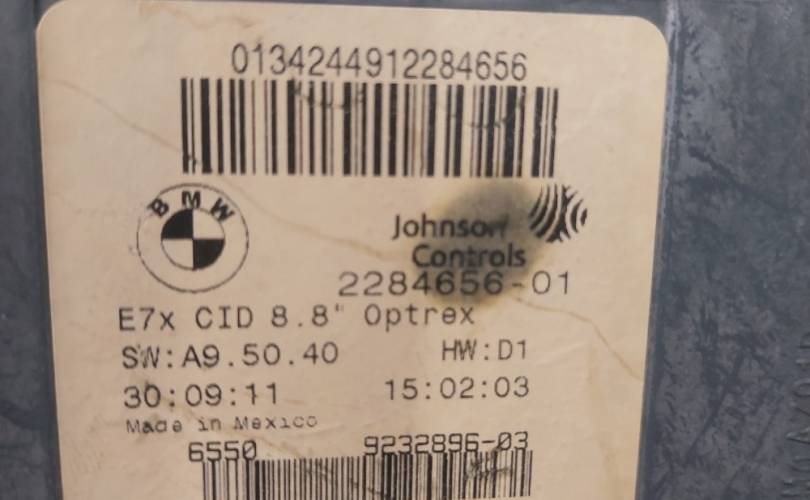 0134244912284656
BMW
Johnson
Controls
2284656-01
E7x CID 8.8" Optrex
SW:A9.50.40 HW:D1
30:09:11 15:02:03
Made in Mexico
6550 9232896-03